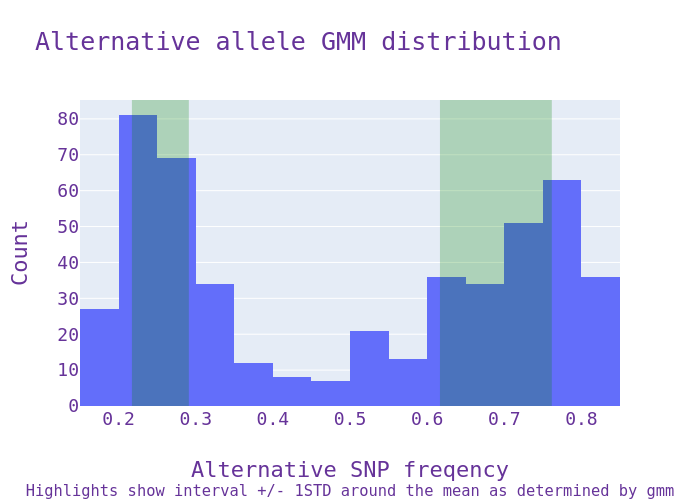 Alternative allele GMM distribution
80
70
60
50
40
30
20
10
0
Count
0.2 0.3 0.4 0.5 0.6 0.7 0.8
Alternative SNP freqency
Highlights show interval +/- 1STD around the mean as determined by gmm